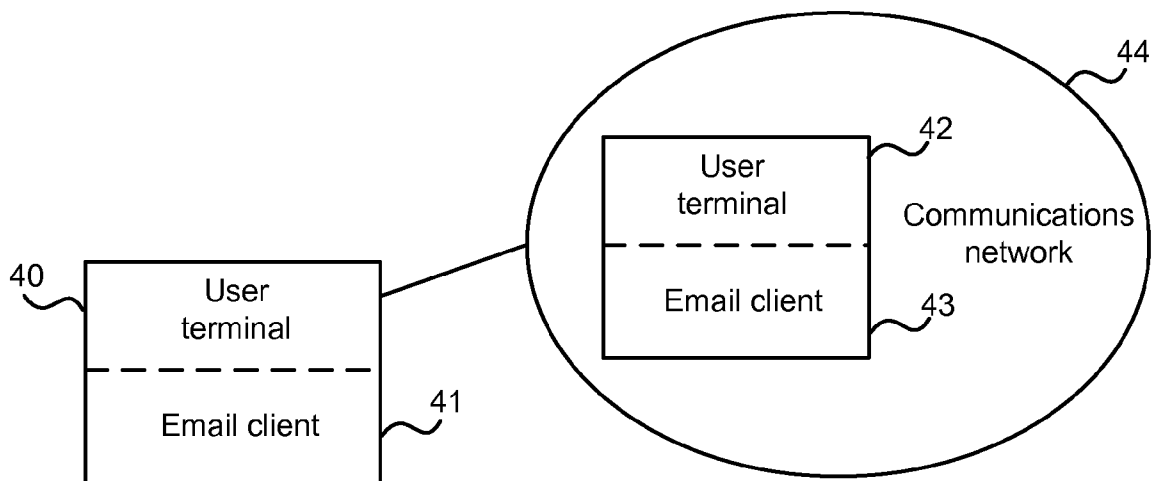 44
42
User
terminal
Communications
network
Email client
43
40
User
terminal
Email client
41